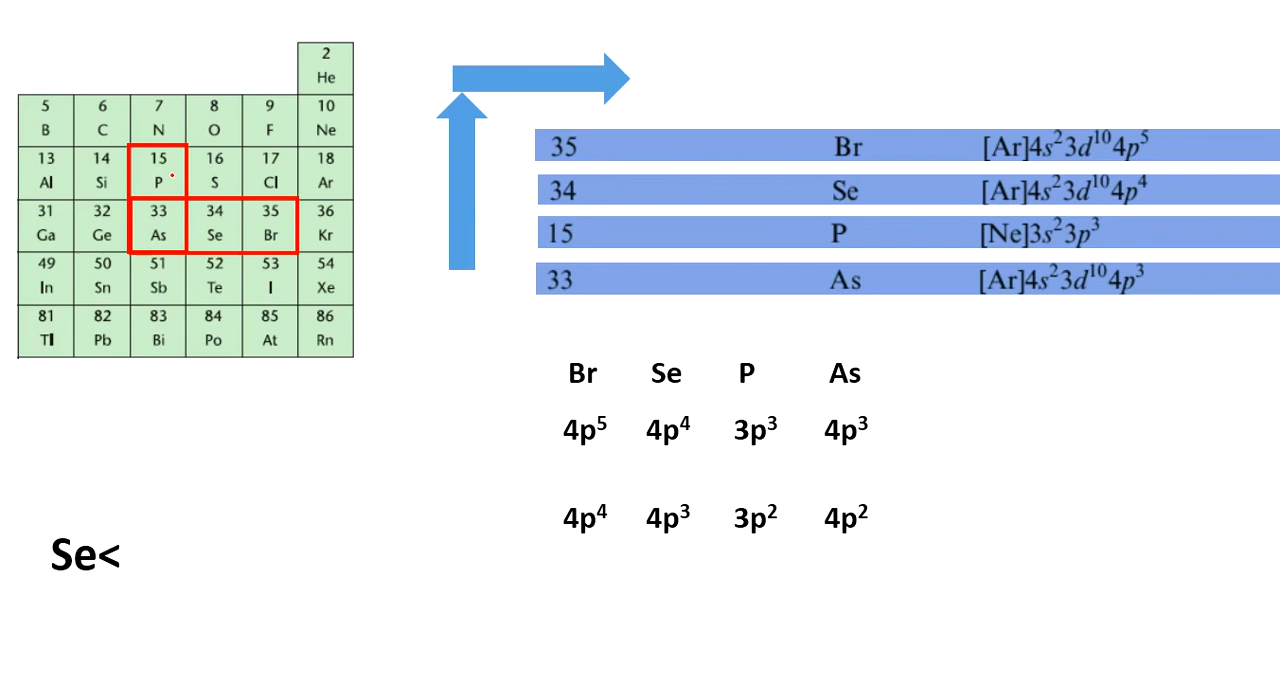 2
He
5 6 7 8 9 10
B C N O F Ne
13 14 15 16 17 18
Al Si P S Cl Ar
31 32 33 34 35 36
Ga Ge As Se Br Kr
49 50 51 52 53 54
In Sn Sb Te I Xe
81 82 83 84 85 86
Tl Pb Bi Po At Rn
35 Br [Ar]4s²3d¹⁰4p⁵
34 Se [Ar]4s²3d¹⁰4p⁴
15 P [Ne]3s²3p³
33 As [Ar]4s²3d¹⁰4p³
Br Se P As
4p⁵ 4p⁴ 3p³ 4p³
4p⁴ 4p³ 3p² 4p²
Se<